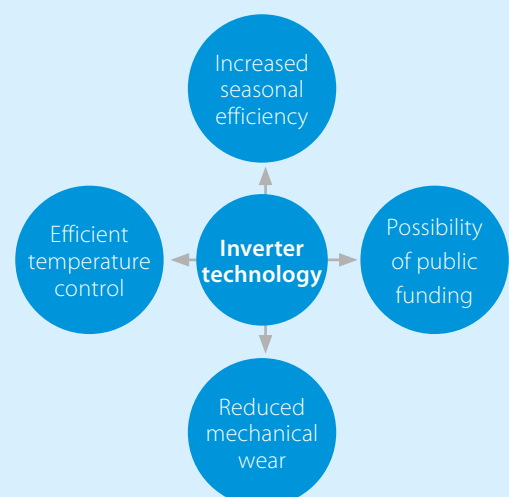 Increased
seasonal
efficiency
Efficient
temperature
control
Inverter
technology
Possibility
of public
funding
Reduced
mechanical
wear